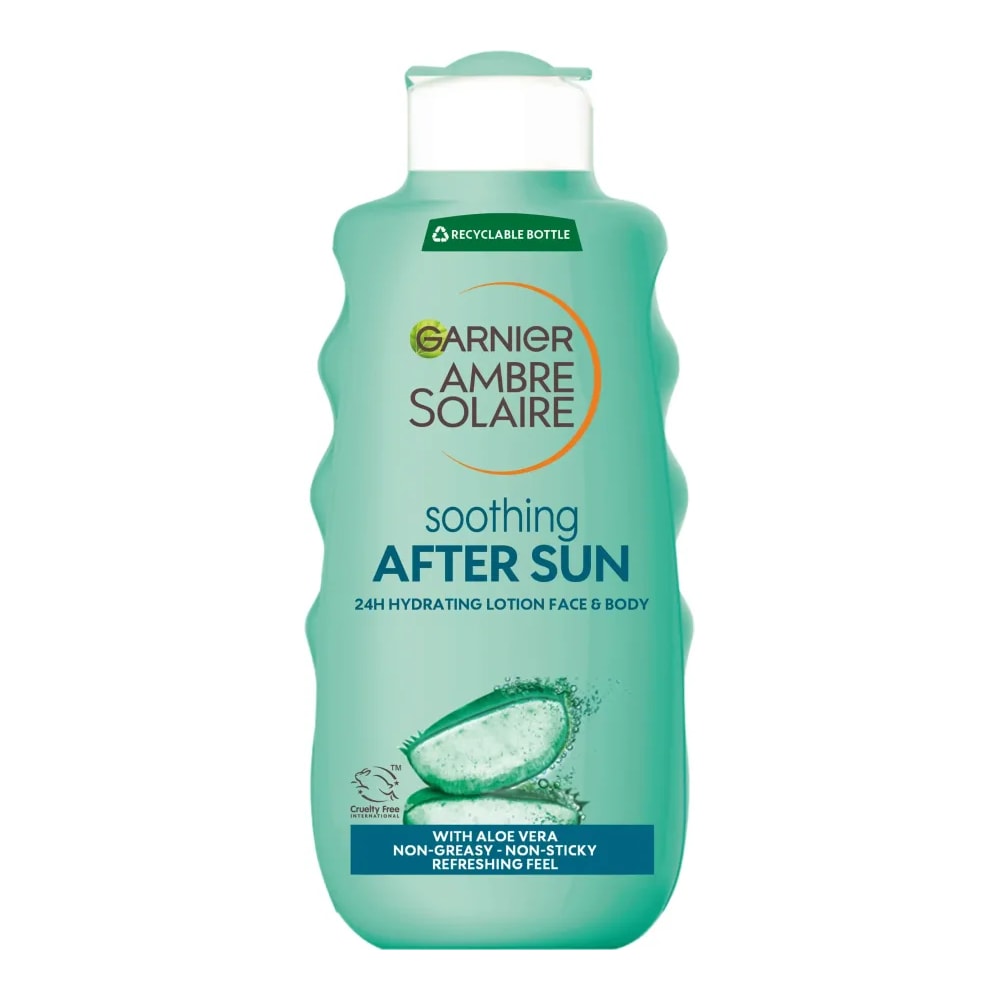 RECYCLABLE BOTTLE
GARNIER
AMBRE
SOLAIRE
soothing
AFTER SUN
24H HYDRATING LOTION FACE & BODY
TM
Cruelty Free
INTERNATIONAL
WITH ALOE VERA
NON-GREASY - NON-STICKY
REFRESHING FEEL